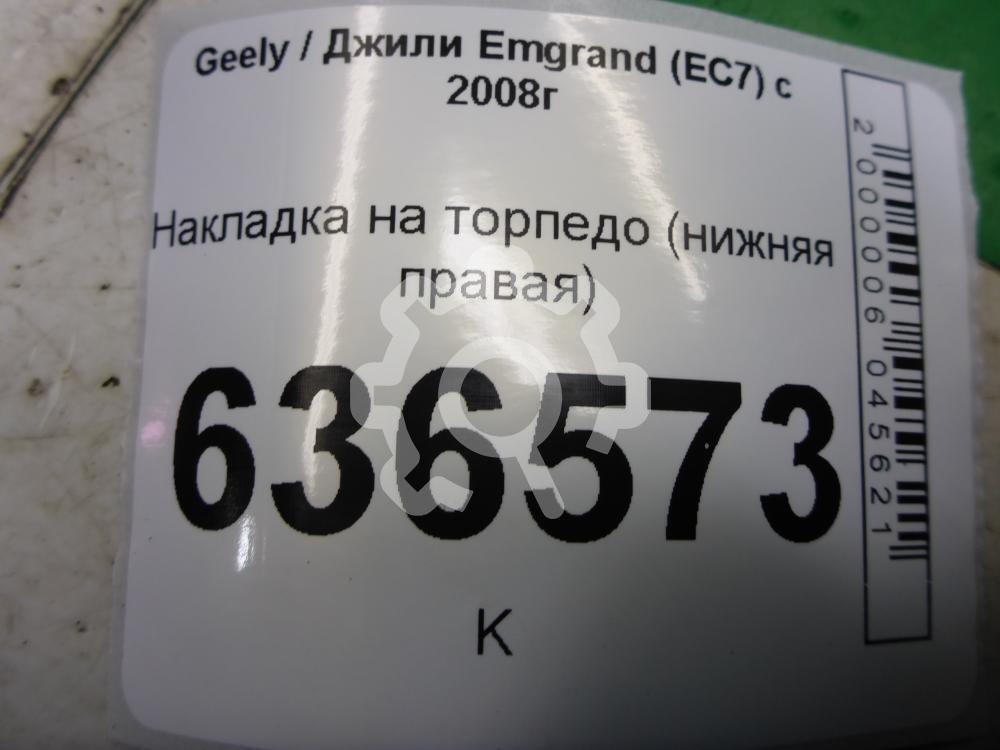 Geely / Джили Emgrand (EC7) с
2008г
Накладка на торпедо (нижняя
правая)
636573
К
2000006045621